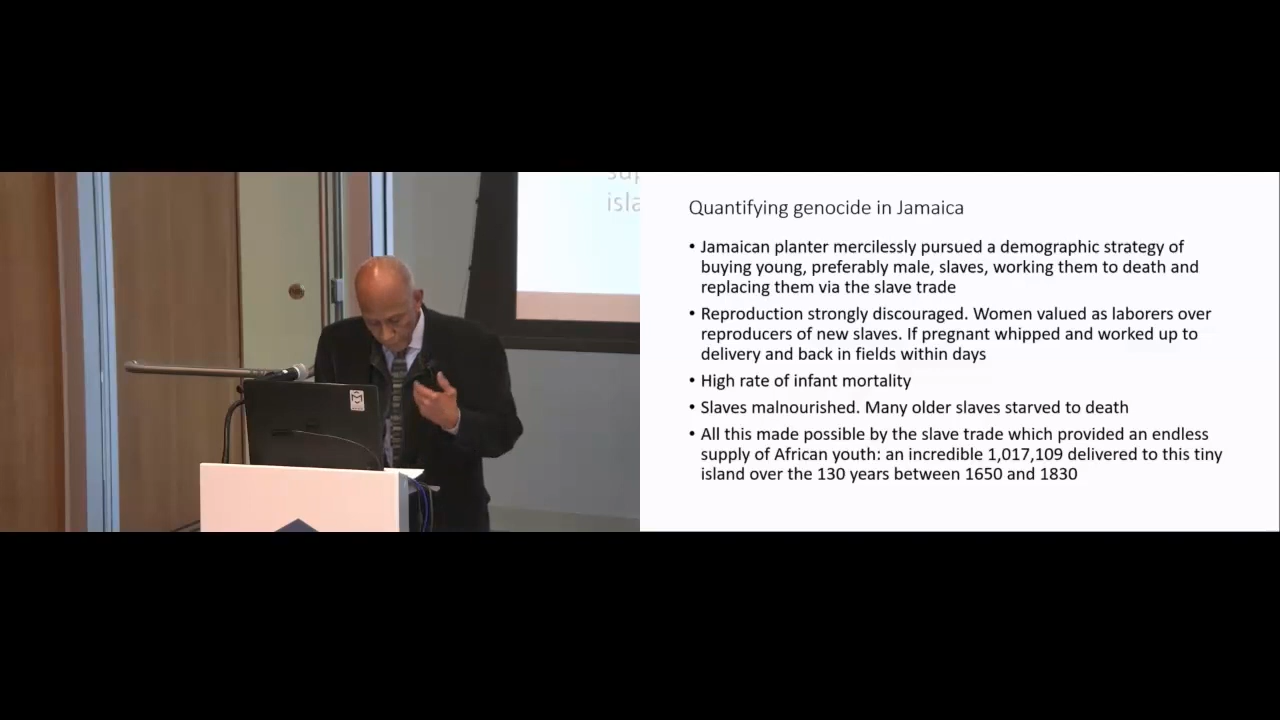 Quantifying genocide in Jamaica
• Jamaican planter mercilessly pursued a demographic strategy of
buying young, preferably male, slaves, working them to death and
replacing them via the slave trade
• Reproduction strongly discouraged. Women valued as laborers over
reproducers of new slaves. If pregnant whipped and worked up to
delivery and back in fields within days
• High rate of infant mortality
• Slaves malnourished. Many older slaves starved to death
• All this made possible by the slave trade which provided an endless
supply of African youth: an incredible 1,017,109 delivered to this tiny
island over the 130 years between 1650 and 1830